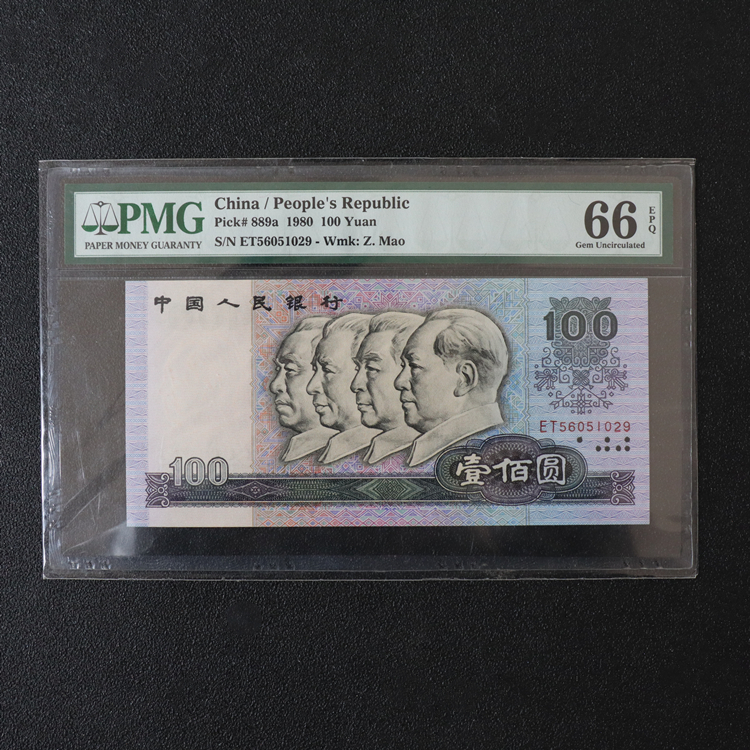 PMG
PAPER MONEY GUARANTY
China / People's Republic
Pick# 889a 1980 100 Yuan
S/N ET56051029 - Wmk: Z. Mao
66
EPQ
Gem Uncirculated
中国人民银行
100
ET56051029
100
壹佰圆